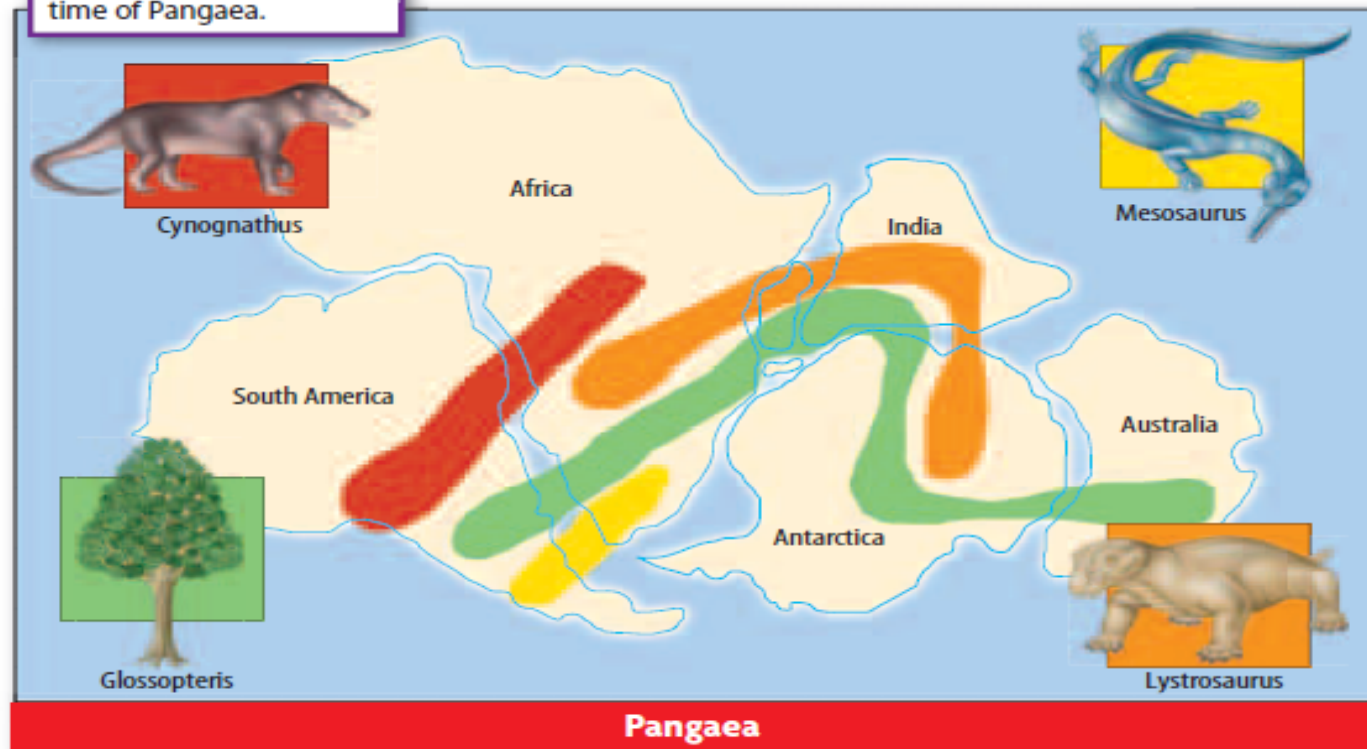 time of Pangaea.
Cynognathus
Africa
India
Mesosaurus
South America
Australia
Antarctica
Glossopteris
Lystrosaurus
Pangaea